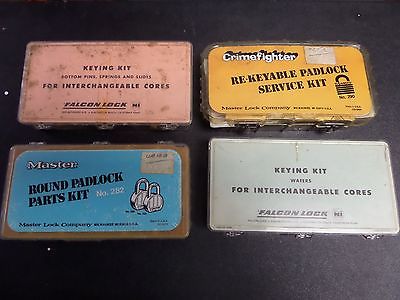 KEYING KIT
BOTTOM PINS, SPRINGS AND SLIDES
FOR INTERCHANGEABLE CORES
FALCON LOCK
Crimefighter
RE-KEYABLE PADLOCK
SERVICE KIT
No. 290
Master Lock Company
Master
ROUND PADLOCK
PARTS KIT
No. 282
Master Lock Company
KEYING KIT
WAFERS
FOR INTERCHANGEABLE CORES
FALCON LOCK